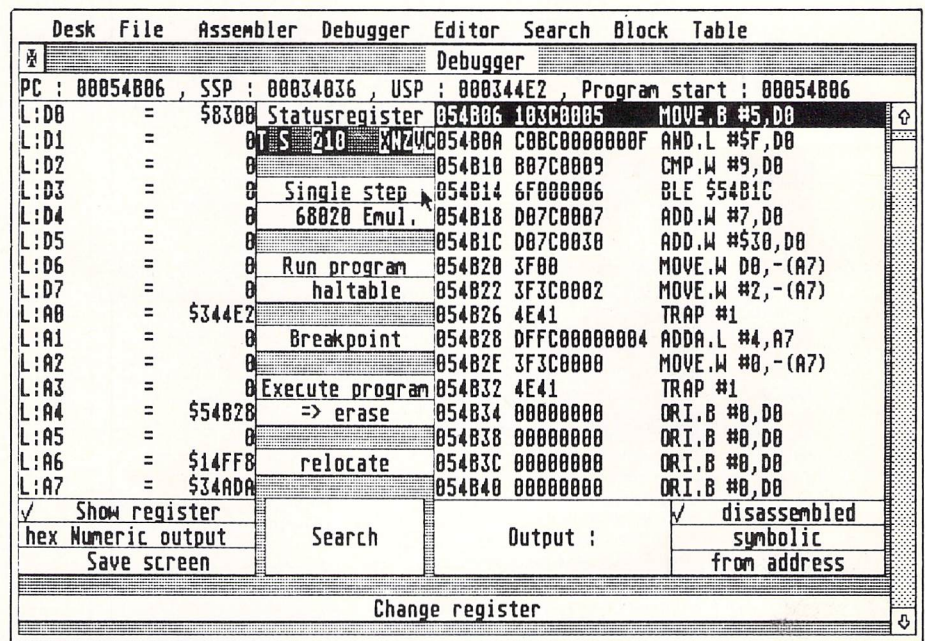 Desk File Assembler Debugger Editor Search Block Table
Debugger
PC : 00054B06 , SSP : 00034036 , USP : 000344E2 , Program start : 00054B06
L:D0 = $8300 Statusregister 054B06 103C0005 MOVE.B #5,D0
L:D1 = 0 T S 210 XNZVC 054B0A C0BC0000000F AND.L #$F,D0
L:D2 = 0 054B10 B07C0009 CMP.W #9,D0
L:D3 = 0 Single step 054B14 6F000006 BLE $54B1C
L:D4 = 0 68020 Emul. 054B18 D07C0007 ADD.W #7,D0
L:D5 = 0 054B1C D07C0030 ADD.W #$30,D0
L:D6 = 0 Run program 054B20 3F00 MOVE.W D0,-(A7)
L:D7 = 0 haltable 054B22 3F3C0002 MOVE.W #2,-(A7)
L:A0 = $344E2 054B26 4E41 TRAP #1
L:A1 = 0 Breakpoint 054B28 DFFC00000004 ADDA.L #4,A7
L:A2 = 0 054B2E 3F3C0000 MOVE.W #0,-(A7)
L:A3 = 0 Execute program 054B32 4E41 TRAP #1
L:A4 = $54B28 => erase 054B34 00000000 ORI.B #0,D0
L:A5 = 0 054B38 00000000 ORI.B #0,D0
L:A6 = $14FF8 relocate 054B3C 00000000 ORI.B #0,D0
L:A7 = $34ADA 054B40 00000000 ORI.B #0,D0
√ Show register √ disassembled
hex Numeric output Search Output : symbolic
Save screen from address
Change register